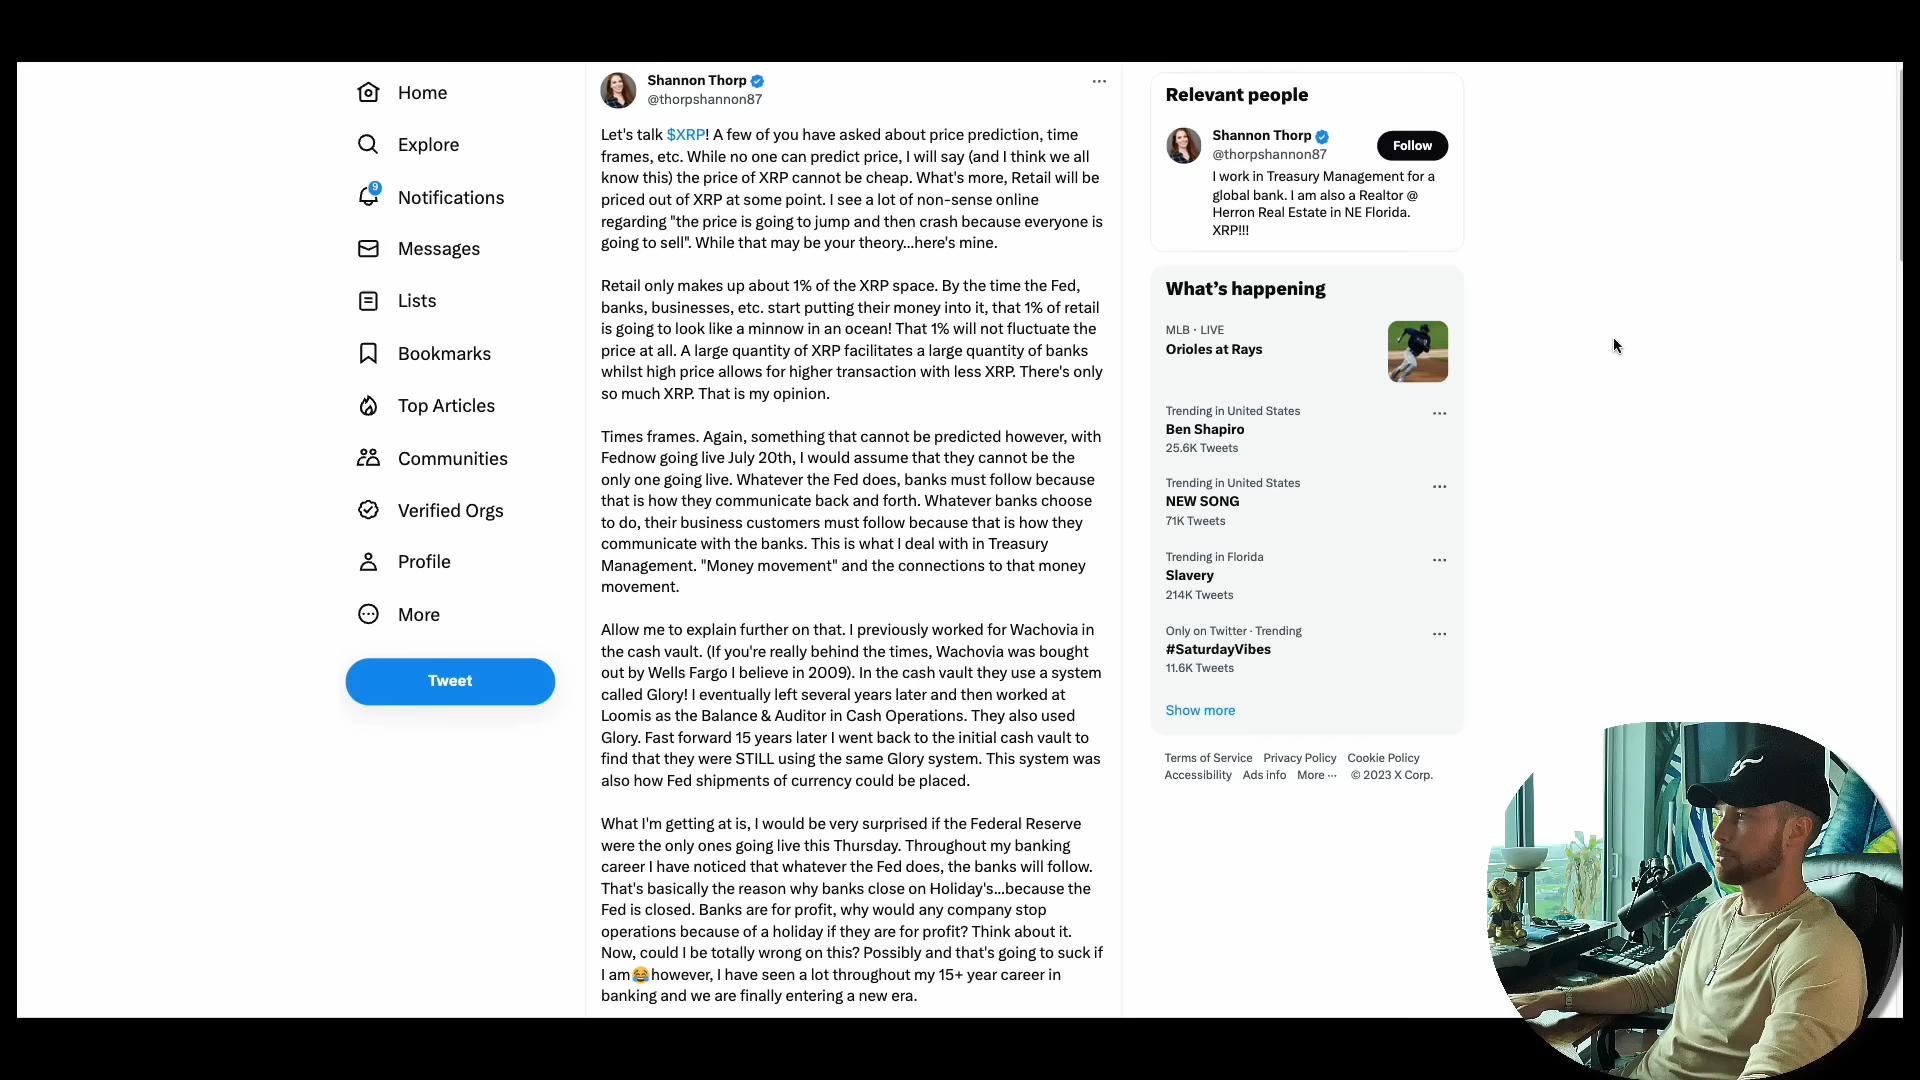 Home
Explore
9
Notifications
Messages
Lists
Bookmarks
Top Articles
Communities
Verified Orgs
Profile
More
Tweet
Shannon Thorp
@thorpshannon87
Let's talk $XRP! A few of you have asked about price prediction, time
frames, etc. While no one can predict price, I will say (and I think we all
know this) the price of XRP cannot be cheap. What's more, Retail will be
priced out of XRP at some point. I see a lot of non-sense online
regarding "the price is going to jump and then crash because everyone is
going to sell". While that may be your theory...here's mine.
Retail only makes up about 1% of the XRP space. By the time the Fed,
banks, businesses, etc. start putting their money into it, that 1% of retail
is going to look like a minnow in an ocean! That 1% will not fluctuate the
price at all. A large quantity of XRP facilitates a large quantity of banks
whilst high price allows for higher transaction with less XRP. There's only
so much XRP. That is my opinion.
Times frames. Again, something that cannot be predicted however, with
Fednow going live July 20th, I would assume that they cannot be the
only one going live. Whatever the Fed does, banks must follow because
that is how they communicate back and forth. Whatever banks choose
to do, their business customers must follow because that is how they
communicate with the banks. This is what I deal with in Treasury
Management. "Money movement" and the connections to that money
movement.
Allow me to explain further on that. I previously worked for Wachovia in
the cash vault. (If you're really behind the times, Wachovia was bought
out by Wells Fargo I believe in 2009). In the cash vault they use a system
called Glory! I eventually left several years later and then worked at
Loomis as the Balance & Auditor in Cash Operations. They also used
Glory. Fast forward 15 years later I went back to the initial cash vault to
find that they were STILL using the same Glory system. This system was
also how Fed shipments of currency could be placed.
What I'm getting at is, I would be very surprised if the Federal Reserve
were the only ones going live this Thursday. Throughout my banking
career I have noticed that whatever the Fed does, the banks will follow.
That's basically the reason why banks close on Holiday's...because the
Fed is closed. Banks are for profit, why would any company stop
operations because of a holiday if they are for profit? Think about it.
Now, could I be totally wrong on this? Possibly and that's going to suck if
I am😂however, I have seen a lot throughout my 15+ year career in
banking and we are finally entering a new era.
Relevant people
Shannon Thorp
@thorpshannon87
Follow
I work in Treasury Management for a
global bank. I am also a Realtor @
Herron Real Estate in NE Florida.
XRP!!!
What's happening
MLB · LIVE
Orioles at Rays
Trending in United States
Ben Shapiro
25.6K Tweets
Trending in United States
NEW SONG
71K Tweets
Trending in Florida
Slavery
214K Tweets
Only on Twitter · Trending
#SaturdayVibes
11.6K Tweets
Show more
Terms of Service Privacy Policy Cookie Policy
Accessibility Ads info More ··· © 2023 X Corp.